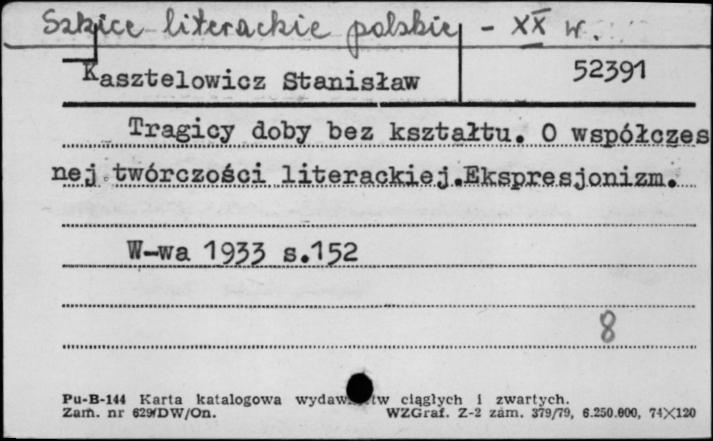 Szkice literackie polskie - XX w.
Kasztelowicz Stanisław 52391
Tragicy doby bez kształtu. O współczes
nej twórczości literackiej.Ekspresjonizm.
W-wa 1933 s.152
8
Pu-B-144 Karta katalogowa wydaw tw ciągłych i zwartych.
Zam. nr 629/DW/On. WZGraf. Z-2 zam. 379/79, 6.250.000, 74×120